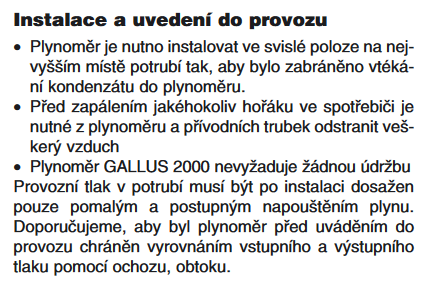 Instalace a uvedení do provozu
• Plynoměr je nutno instalovat ve svislé poloze na nej-
vyšším místě potrubí tak, aby bylo zabráněno vtéká-
ní kondenzátu do plynoměru.
• Před zapálením jakéhokoliv hořáku ve spotřebiči je
nutné z plynoměru a přívodních trubek odstranit veš-
kerý vzduch
• Plynoměr GALLUS 2000 nevyžaduje žádnou údržbu
Provozní tlak v potrubí musí být po instalaci dosažen
pouze pomalým a postupným napouštěním plynu.
Doporučujeme, aby byl plynoměr před uváděním do
provozu chráněn vyrovnáním vstupního a výstupního
tlaku pomocí ochozu, obtoku.